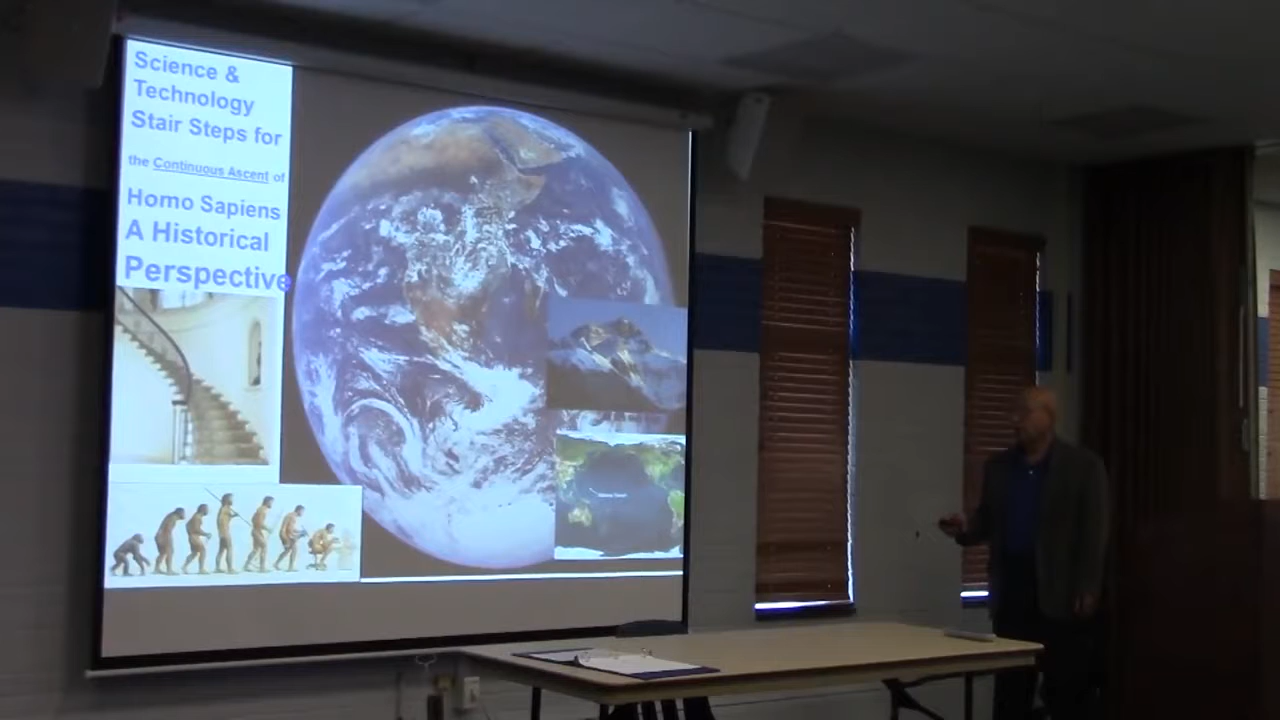 Science &
Technology
Stair Steps for
the Continuous Ascent of
Homo Sapiens
A Historical
Perspective